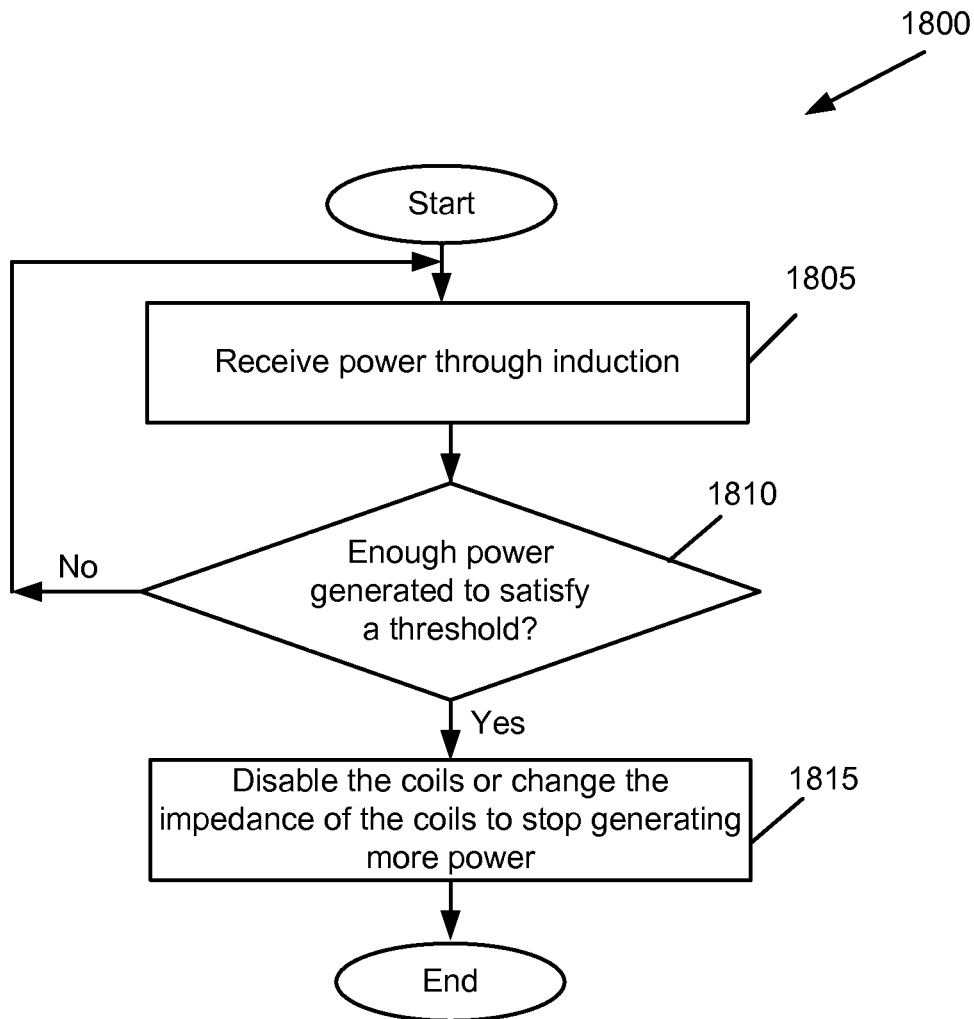 1800
Start
1805
Receive power through induction
1810
Enough power
generated to satisfy
a threshold?
No
Yes
1815
Disable the coils or change the
impedance of the coils to stop generating
more power
End